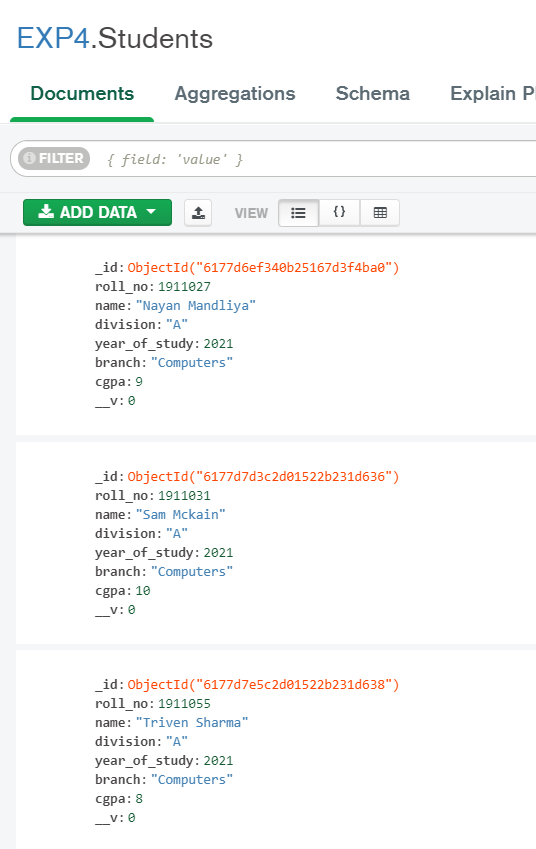 EXP4.Students
Documents Aggregations Schema Explain Pl
FILTER { field: 'value' }
ADD DATA VIEW { }
_id: ObjectId("6177d6ef340b25167d3f4ba0")
roll_no: 1911027
name: "Nayan Mandliya"
division: "A"
year_of_study: 2021
branch: "Computers"
cgpa: 9
__v: 0
_id: ObjectId("6177d7d3c2d01522b231d636")
roll_no: 1911031
name: "Sam Mckain"
division: "A"
year_of_study: 2021
branch: "Computers"
cgpa: 10
__v: 0
_id: ObjectId("6177d7e5c2d01522b231d638")
roll_no: 1911055
name: "Triven Sharma"
division: "A"
year_of_study: 2021
branch: "Computers"
cgpa: 8
__v: 0